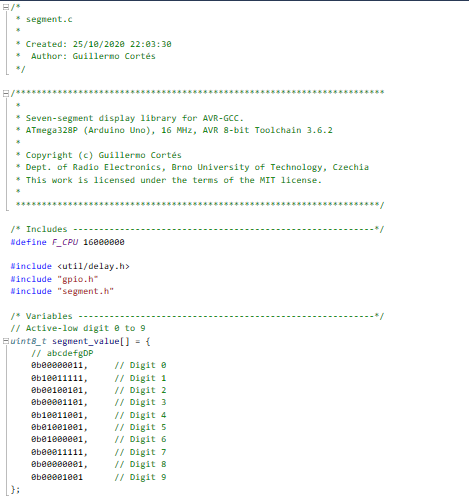 /*
 * segment.c
 *
 * Created: 25/10/2020 22:03:30
 *  Author: Guillermo Cortés
 */
/***********************************************************************
 *
 * Seven-segment display library for AVR-GCC.
 * ATmega328P (Arduino Uno), 16 MHz, AVR 8-bit Toolchain 3.6.2
 *
 * Copyright (c) Guillermo Cortés
 * Dept. of Radio Electronics, Brno University of Technology, Czechia
 * This work is licensed under the terms of the MIT license.
 *
 **********************************************************************/
/* Includes ----------------------------------------------------------*/
#define F_CPU 16000000
#include <util/delay.h>
#include "gpio.h"
#include "segment.h"
/* Variables ---------------------------------------------------------*/
// Active-low digit 0 to 9
uint8_t segment_value[] = {
    // abcdefgDP
    0b00000011,     // Digit 0
    0b10011111,     // Digit 1
    0b00100101,     // Digit 2
    0b00001101,     // Digit 3
    0b10011001,     // Digit 4
    0b01001001,     // Digit 5
    0b01000001,     // Digit 6
    0b00011111,     // Digit 7
    0b00000001,     // Digit 8
    0b00001001      // Digit 9
};